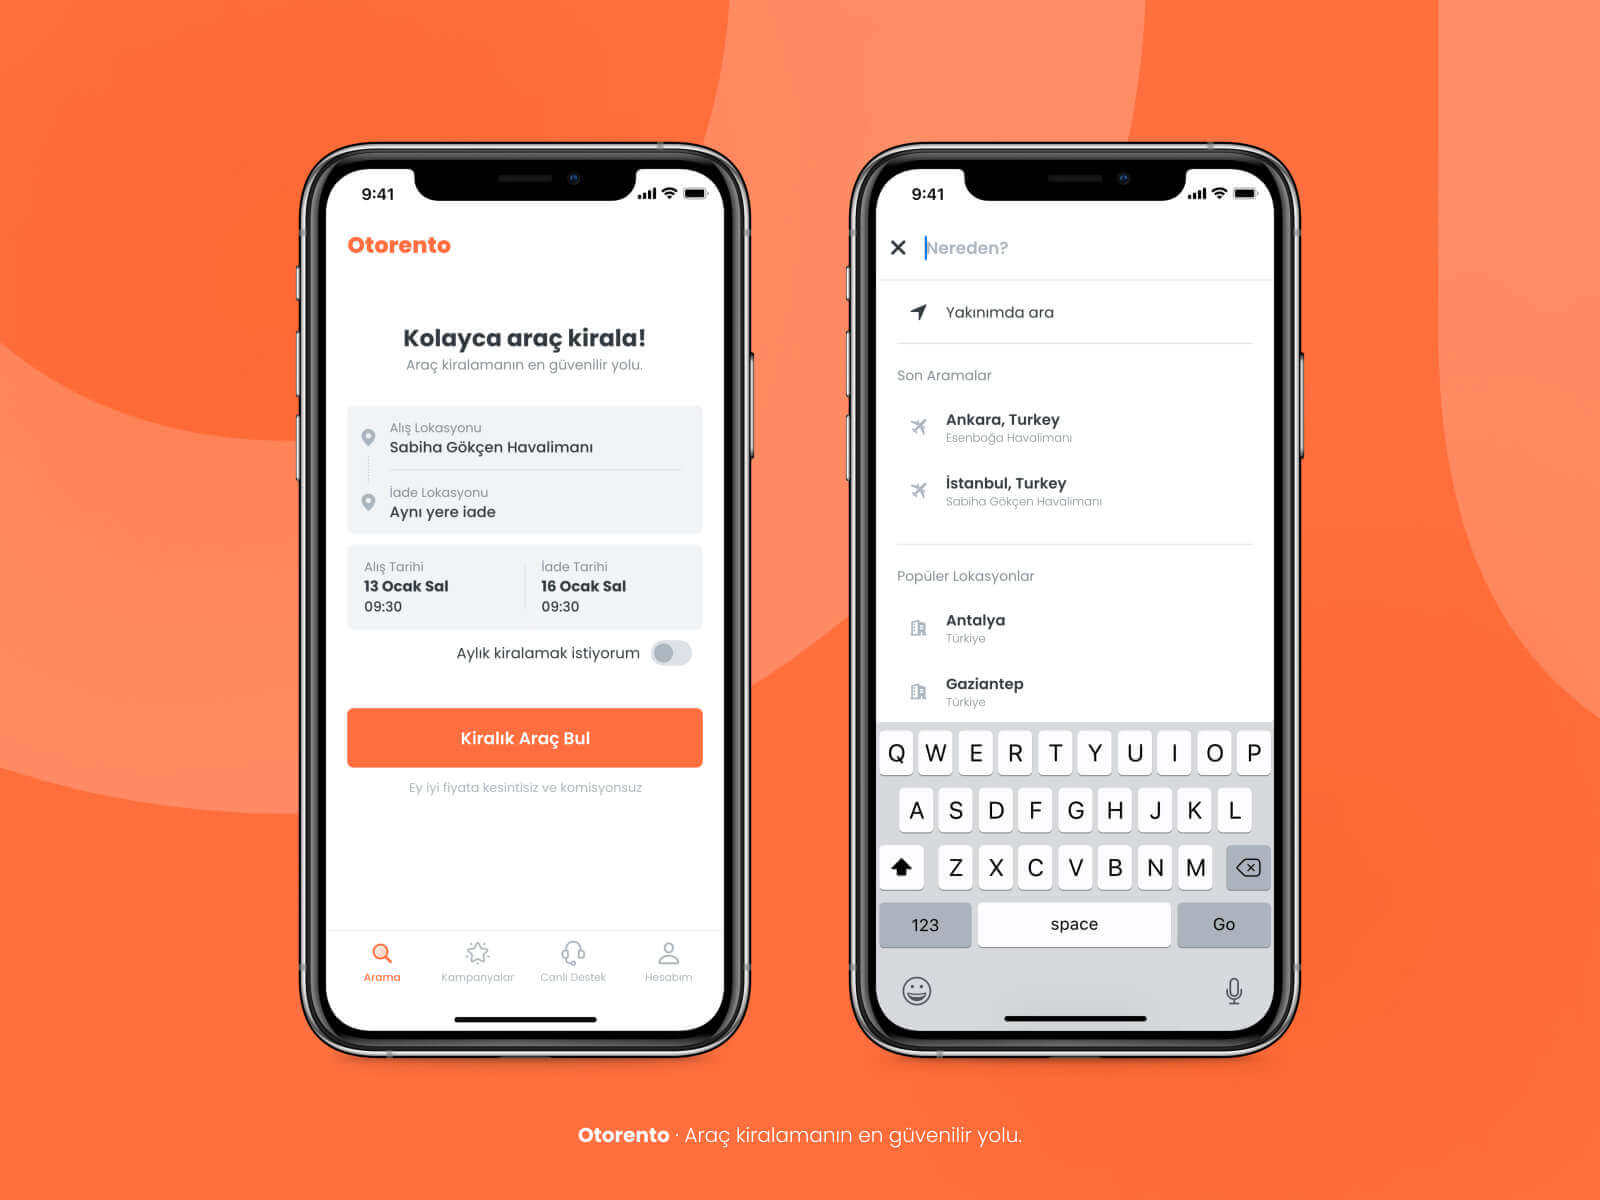 9:41
Otorento
Kolayca araç kirala!
Araç kiralamanın en güvenilir yolu.
Alış Lokasyonu
Sabiha Gökçen Havalimanı
İade Lokasyonu
Aynı yere iade
Alış Tarihi
13 Ocak Sal
09:30
İade Tarihi
16 Ocak Sal
09:30
Aylık kiralamak istiyorum
Kiralık Araç Bul
Ey iyi fiyata kesintisiz ve komisyonsuz
Arama
Kampanyalar
Canlı Destek
Hesabım
9:41
Nereden?
Yakınımda ara
Son Aramalar
Ankara, Turkey
Esenboğa Havalimanı
İstanbul, Turkey
Sabiha Gökçen Havalimanı
Popüler Lokasyonlar
Antalya
Türkiye
Gaziantep
Türkiye
Q W E R T Y U I O P
A S D F G H J K L
Z X C V B N M
123 space Go
Otorento · Araç kiralamanın en güvenilir yolu.